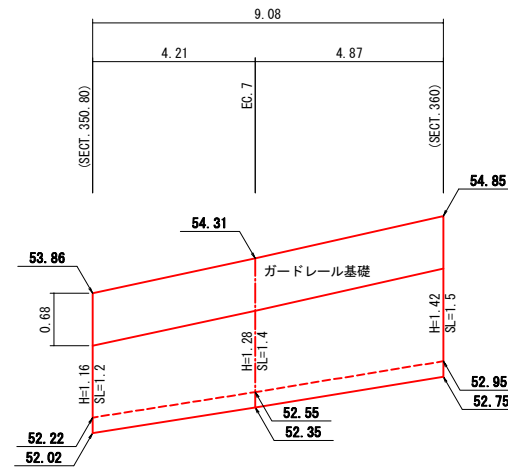 9.08
4.21
4.87
(SECT.350.80)
EC.7
(SECT.360)
54.85
54.31
53.86
ガードレール基礎
0.68
H=1.16
SL=1.2
H=1.28
SL=1.4
H=1.42
SL=1.5
52.95
52.75
52.55
52.35
52.22
52.02